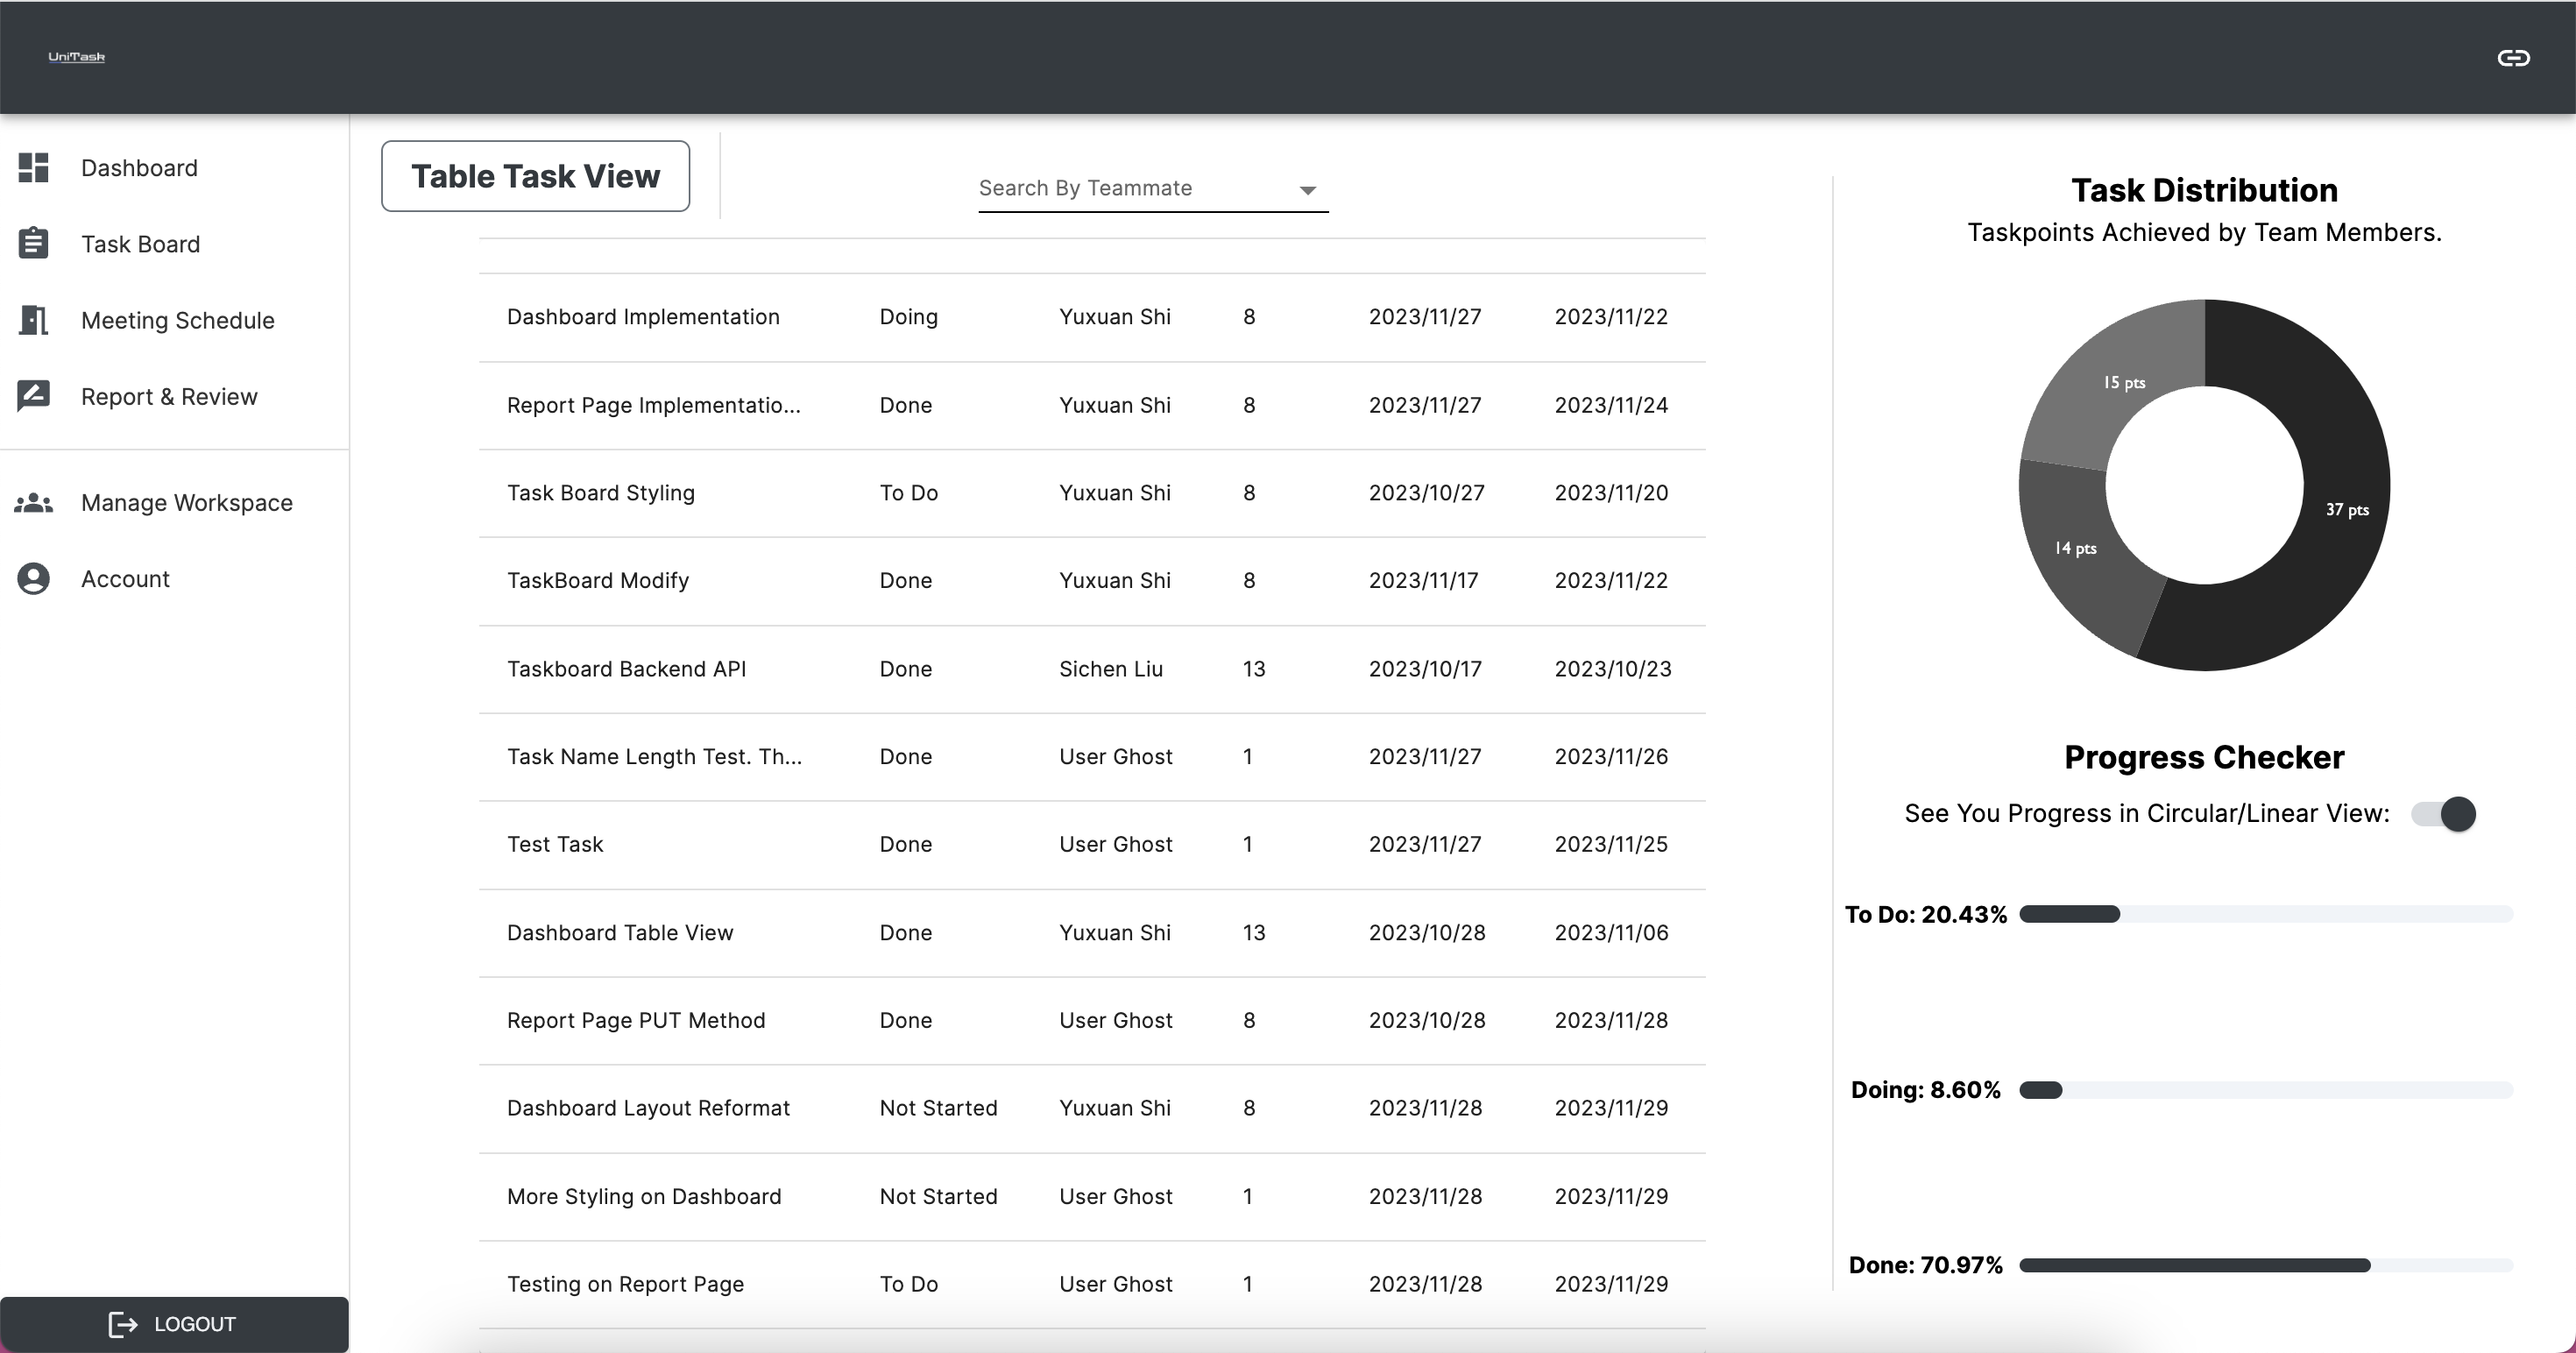 UniTask
Dashboard
Task Board
Meeting Schedule
Report & Review
Manage Workspace
Account
LOGOUT
Table Task View
Search By Teammate
Dashboard Implementation Doing Yuxuan Shi 8 2023/11/27 2023/11/22
Report Page Implementatio... Done Yuxuan Shi 8 2023/11/27 2023/11/24
Task Board Styling To Do Yuxuan Shi 8 2023/10/27 2023/11/20
TaskBoard Modify Done Yuxuan Shi 8 2023/11/17 2023/11/22
Taskboard Backend API Done Sichen Liu 13 2023/10/17 2023/10/23
Task Name Length Test. Th... Done User Ghost 1 2023/11/27 2023/11/26
Test Task Done User Ghost 1 2023/11/27 2023/11/25
Dashboard Table View Done Yuxuan Shi 13 2023/10/28 2023/11/06
Report Page PUT Method Done User Ghost 8 2023/10/28 2023/11/28
Dashboard Layout Reformat Not Started Yuxuan Shi 8 2023/11/28 2023/11/29
More Styling on Dashboard Not Started User Ghost 1 2023/11/28 2023/11/29
Testing on Report Page To Do User Ghost 1 2023/11/28 2023/11/29
Task Distribution
Taskpoints Achieved by Team Members.
15 pts
37 pts
14 pts
Progress Checker
See You Progress in Circular/Linear View:
To Do: 20.43%
Doing: 8.60%
Done: 70.97%